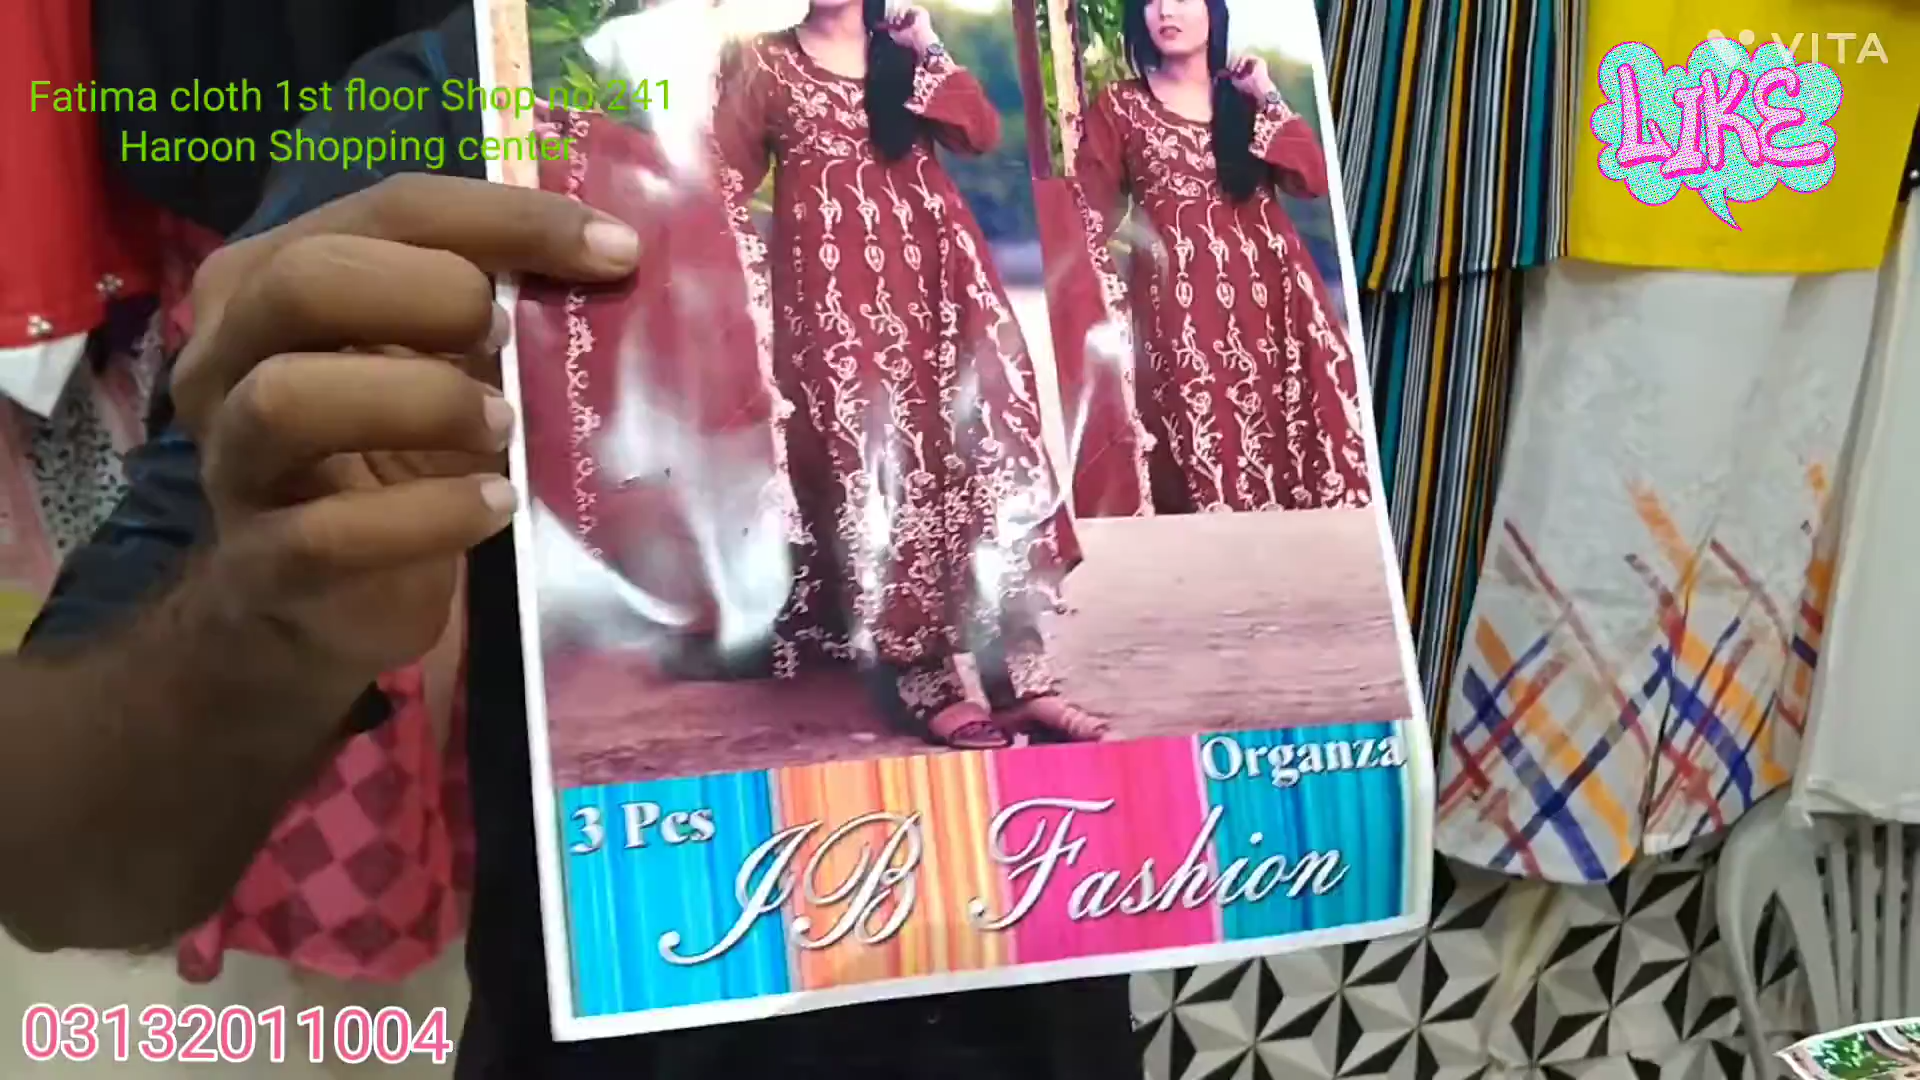 Fatima cloth 1st floor Shop no 241
Haroon Shopping center
VITA
LIKE
Organza
3 Pcs
JB Fashion
03132011004